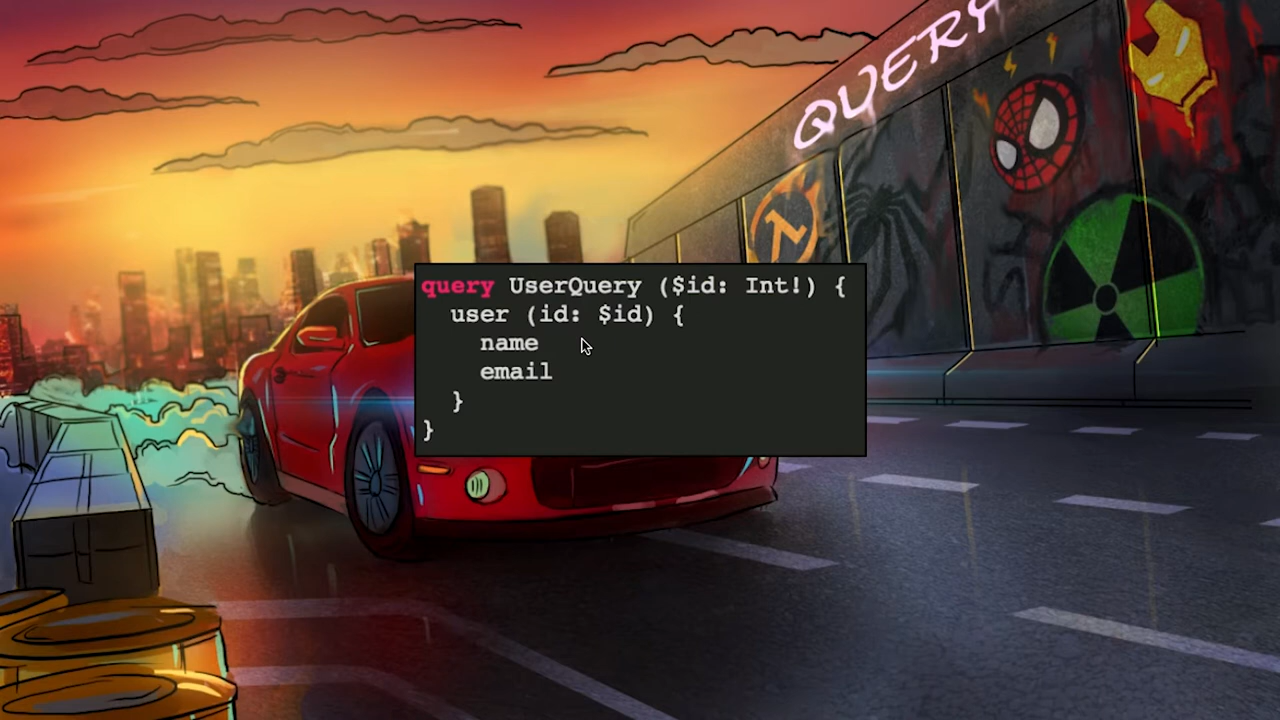 QUERY
query UserQuery ($id: Int!) {
  user (id: $id) {
    name
    email
  }
}